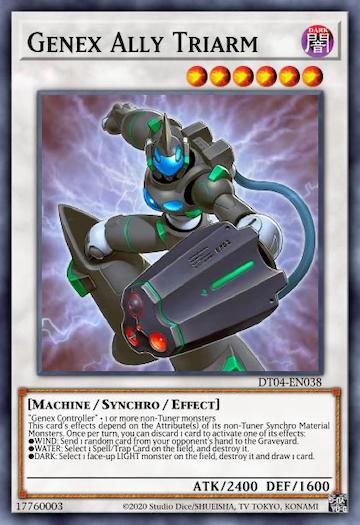 GENEX ALLY TRIARM
DARK
闇
DT04-EN038
[MACHINE / SYNCHRO / EFFECT]
"Genex Controller" + 1 or more non-Tuner monsters
This card's effect depends on the Attribute(s) of its non-Tuner Synchro Material
Monsters. Once per turn, you can discard 1 card to activate one of its effects:
●WIND: Send 1 random card from your opponent's hand to the Graveyard.
●WATER: Select 1 Spell/Trap Card on the field, and destroy it.
●DARK: Select 1 face-up LIGHT monster on the field, destroy it and draw 1 card.
ATK/2400 DEF/1600
17760003
©2020 Studio Dice/SHUEISHA, TV TOKYO, KONAMI